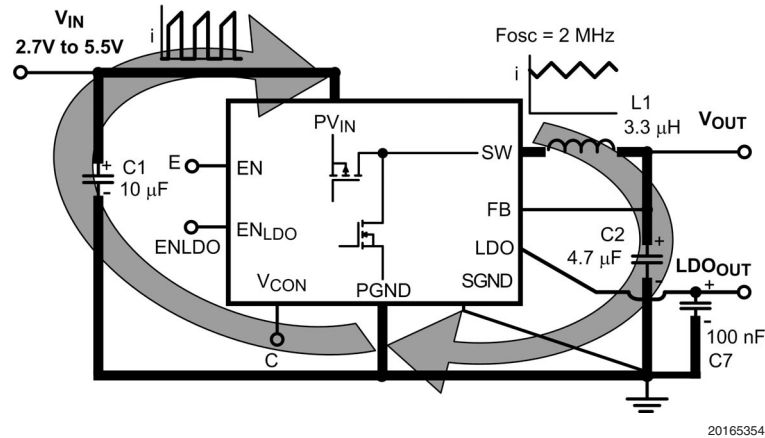 VIN
2.7V to 5.5V
i
Fosc = 2 MHz
i
L1
3.3 µH
VOUT
PVIN
SW
E
EN
+
C1
10 µF
-
ENLDO
ENLDO
FB
LDO
C2
4.7 µF
+
-
LDOOUT
+
-
100 nF
C7
VCON
PGND
SGND
C
20165354